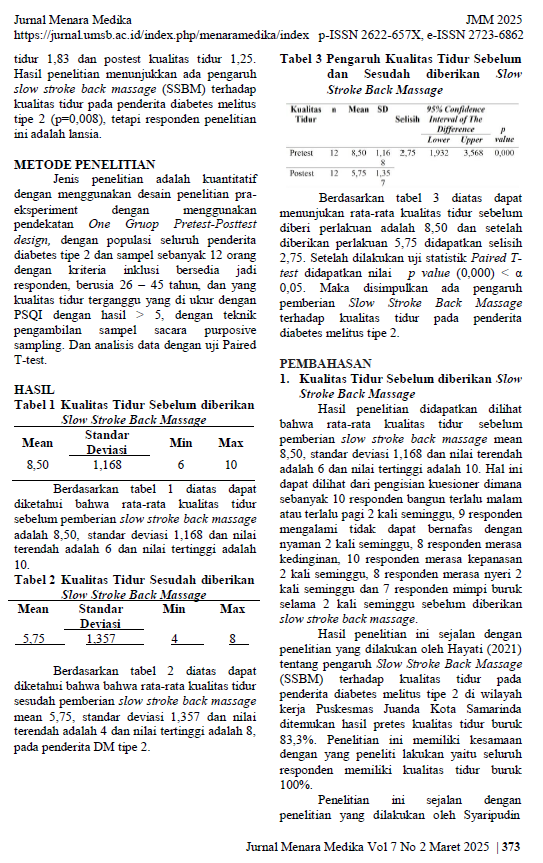 Jurnal Menara Medika JMM 2025
https://jurnal.umsb.ac.id/index.php/menaramedika/index p-ISSN 2622-657X, e-ISSN 2723-6862
tidur 1,83 dan postest kualitas tidur 1,25.
Hasil penelitian menunjukkan ada pengaruh
slow stroke back massage (SSBM) terhadap
kualitas tidur pada penderita diabetes melitus
tipe 2 (p=0,008), tetapi responden penelitian
ini adalah lansia.
METODE PENELITIAN
Jenis penelitian adalah kuantitatif
dengan menggunakan desain penelitian pra-
eksperiment dengan menggunakan
pendekatan One Gruop Pretest-Posttest
design, dengan populasi seluruh penderita
diabetes tipe 2 dan sampel sebanyak 12 orang
dengan kriteria inklusi bersedia jadi
responden, berusia 26 – 45 tahun, dan yang
kualitas tidur terganggu yang di ukur dengan
PSQI dengan hasil > 5, dengan teknik
pengambilan sampel sacara purposive
sampling. Dan analisis data dengan uji Paired
T-test.
HASIL
Tabel 1 Kualitas Tidur Sebelum diberikan
Slow Stroke Back Massage
Mean Standar Deviasi Min Max
8,50 1,168 6 10
Berdasarkan tabel 1 diatas dapat
diketahui bahwa rata-rata kualitas tidur
sebelum pemberian slow stroke back massage
adalah 8,50, standar deviasi 1,168 dan nilai
terendah adalah 6 dan nilai tertinggi adalah
10.
Tabel 2 Kualitas Tidur Sesudah diberikan
Slow Stroke Back Massage
Mean Standar Deviasi Min Max
5,75 1,357 4 8
Berdasarkan tabel 2 diatas dapat
diketahui bahwa bahwa rata-rata kualitas tidur
sesudah pemberian slow stroke back massage
mean 5,75, standar deviasi 1,357 dan nilai
terendah adalah 4 dan nilai tertinggi adalah 8,
pada penderita DM tipe 2.
Tabel 3 Pengaruh Kualitas Tidur Sebelum
dan Sesudah diberikan Slow
Stroke Back Massage
Kualitas Tidur n Mean SD Selisih 95% Confidence Interval of The Difference Lower Upper p value
Pretest 12 8,50 1,168 2,75 1,932 3,568 0,000
Postest 12 5,75 1,357
Berdasarkan tabel 3 diatas dapat
menunjukan rata-rata kualitas tidur sebelum
diberi perlakuan adalah 8,50 dan setelah
diberikan perlakuan 5,75 didapatkan selisih
2,75. Setelah dilakukan uji statistik Paired T-
test didapatkan nilai p value (0,000) < α
0,05. Maka disimpulkan ada pengaruh
pemberian Slow Stroke Back Massage
terhadap kualitas tidur pada penderita
diabetes melitus tipe 2.
PEMBAHASAN
1. Kualitas Tidur Sebelum diberikan Slow
Stroke Back Massage
Hasil penelitian didapatkan dilihat
bahwa rata-rata kualitas tidur sebelum
pemberian slow stroke back massage mean
8,50, standar deviasi 1,168 dan nilai terendah
adalah 6 dan nilai tertinggi adalah 10. Hal ini
dapat dilihat dari pengisian kuesioner dimana
sebanyak 10 responden bangun terlalu malam
atau terlalu pagi 2 kali seminggu, 9 responden
mengalami tidak dapat bernafas dengan
nyaman 2 kali seminggu, 8 responden merasa
kedinginan, 10 responden merasa kepanasan
2 kali seminggu, 8 responden merasa nyeri 2
kali seminggu dan 7 responden mimpi buruk
selama 2 kali seminggu sebelum diberikan
slow stroke back massage.
Hasil penelitian ini sejalan dengan
penelitian yang dilakukan oleh Hayati (2021)
tentang pengaruh Slow Stroke Back Massage
(SSBM) terhadap kualitas tidur pada
penderita diabetes melitus tipe 2 di wilayah
kerja Puskesmas Juanda Kota Samarinda
ditemukan hasil pretes kualitas tidur buruk
83,3%. Penelitian ini memiliki kesamaan
dengan yang peneliti lakukan yaitu seluruh
responden memiliki kualitas tidur buruk
100%.
Penelitian ini sejalan dengan
penelitian yang dilakukan oleh Syaripudin
Jurnal Menara Medika Vol 7 No 2 Maret 2025 | 373